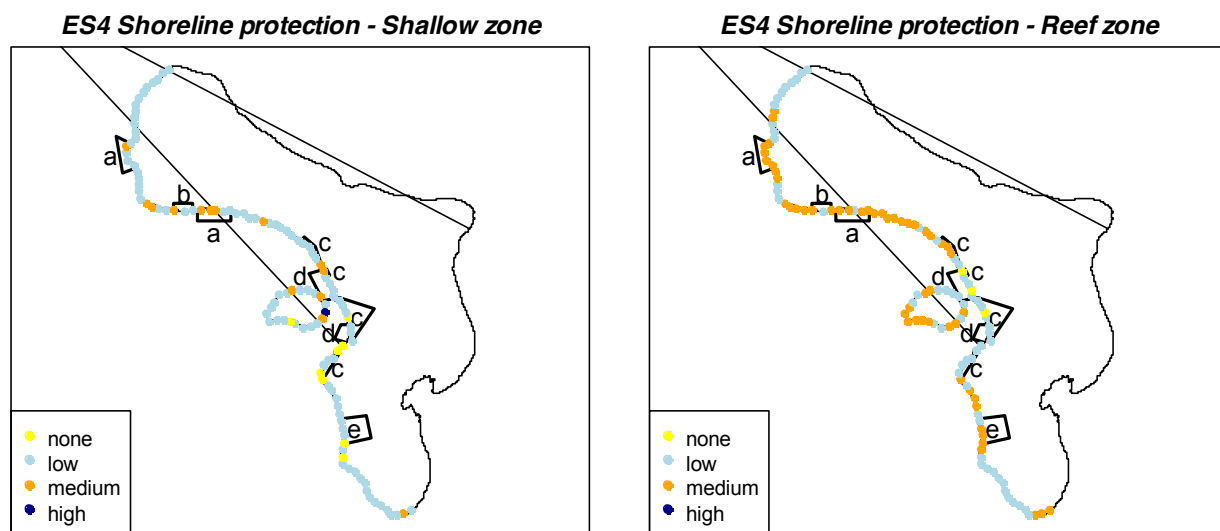 ES4 Shoreline protection - Shallow zone
a
b
a
c
c
d
c
d
c
e
none
low
medium
high
ES4 Shoreline protection - Reef zone
a
b
a
c
c
d
c
d
c
e
none
low
medium
high